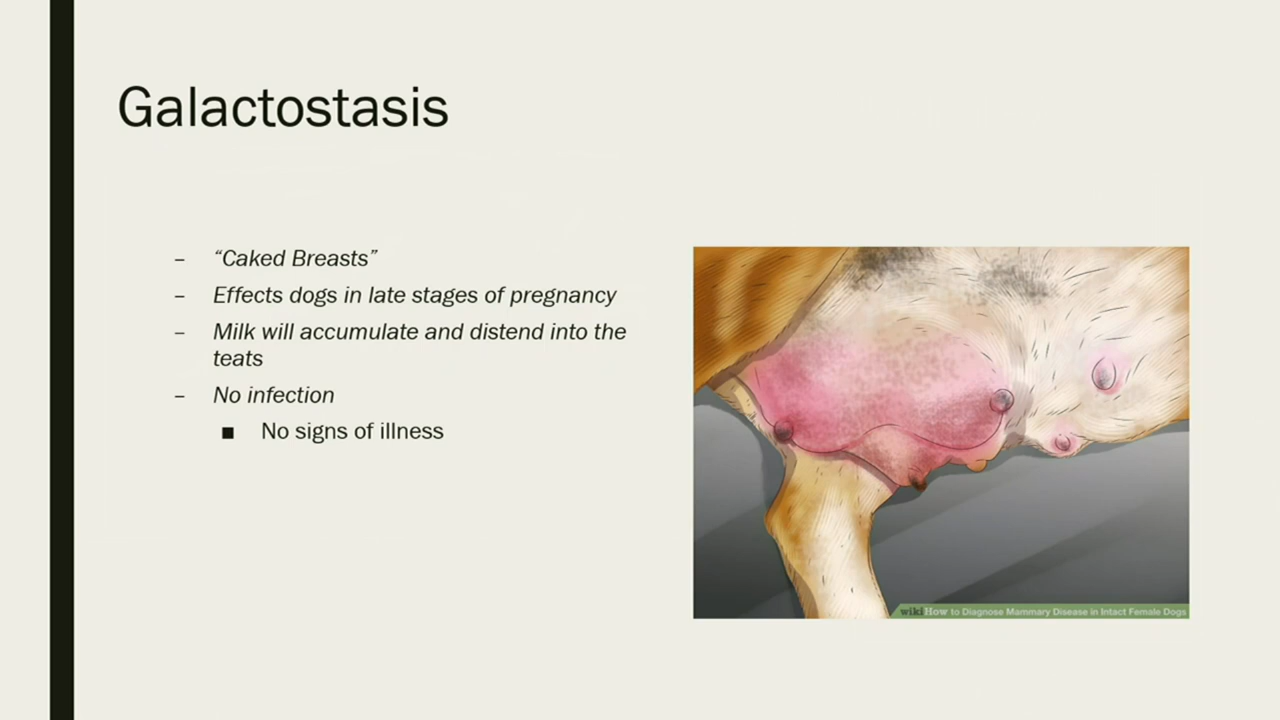 Galactostasis
– “Caked Breasts”
– Effects dogs in late stages of pregnancy
– Milk will accumulate and distend into the
teats
– No infection
■ No signs of illness
wikiHow to Diagnose Mammary Disease in Intact Female Dogs